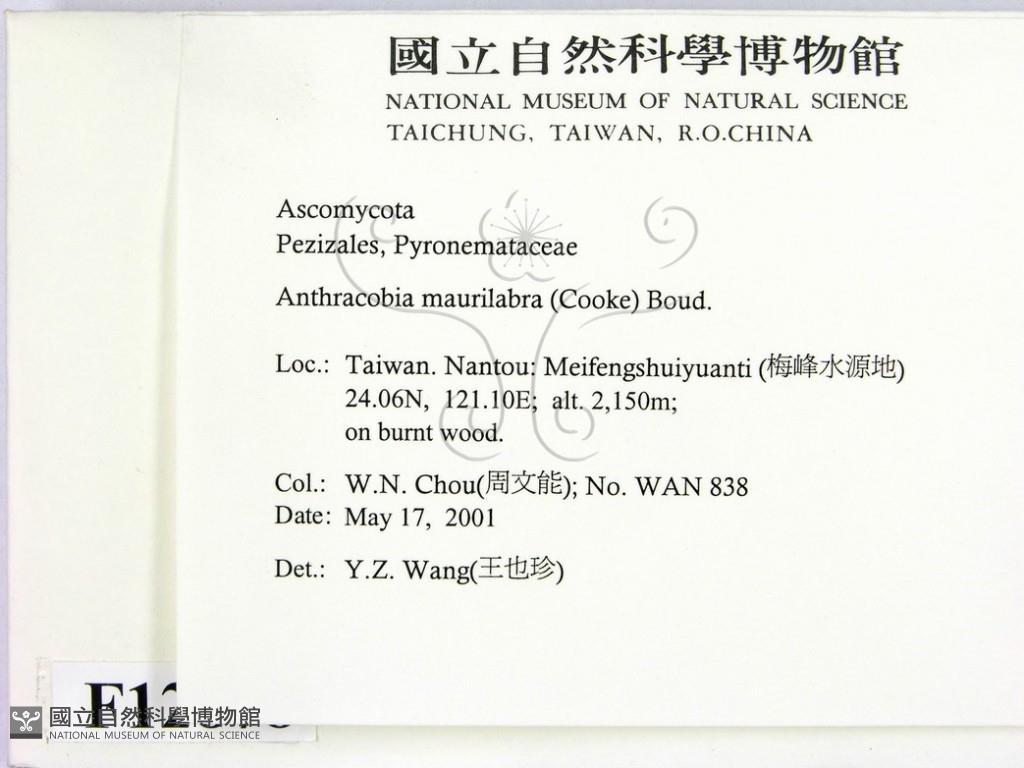 國立自然科學博物館
NATIONAL MUSEUM OF NATURAL SCIENCE
TAICHUNG, TAIWAN, R.O.CHINA
Ascomycota
Pezizales, Pyronemataceae
Anthracobia maurilabra (Cooke) Boud.
Loc.: Taiwan. Nantou: Meifengshuiyuanti (梅峰水源地)
24.06N, 121.10E; alt. 2,150m;
on burnt wood.
Col.: W.N. Chou(周文能); No. WAN 838
Date: May 17, 2001
Det.: Y.Z. Wang(王也珍)
國立自然科學博物館
NATIONAL MUSEUM OF NATURAL SCIENCE